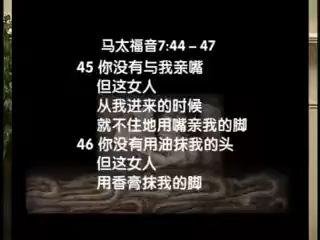 马太福音7:44 – 47
45 你没有与我亲嘴
但这女人
从我进来的时候
就不住地用嘴亲我的脚
46 你没有用油抹我的头
但这女人
用香膏抹我的脚